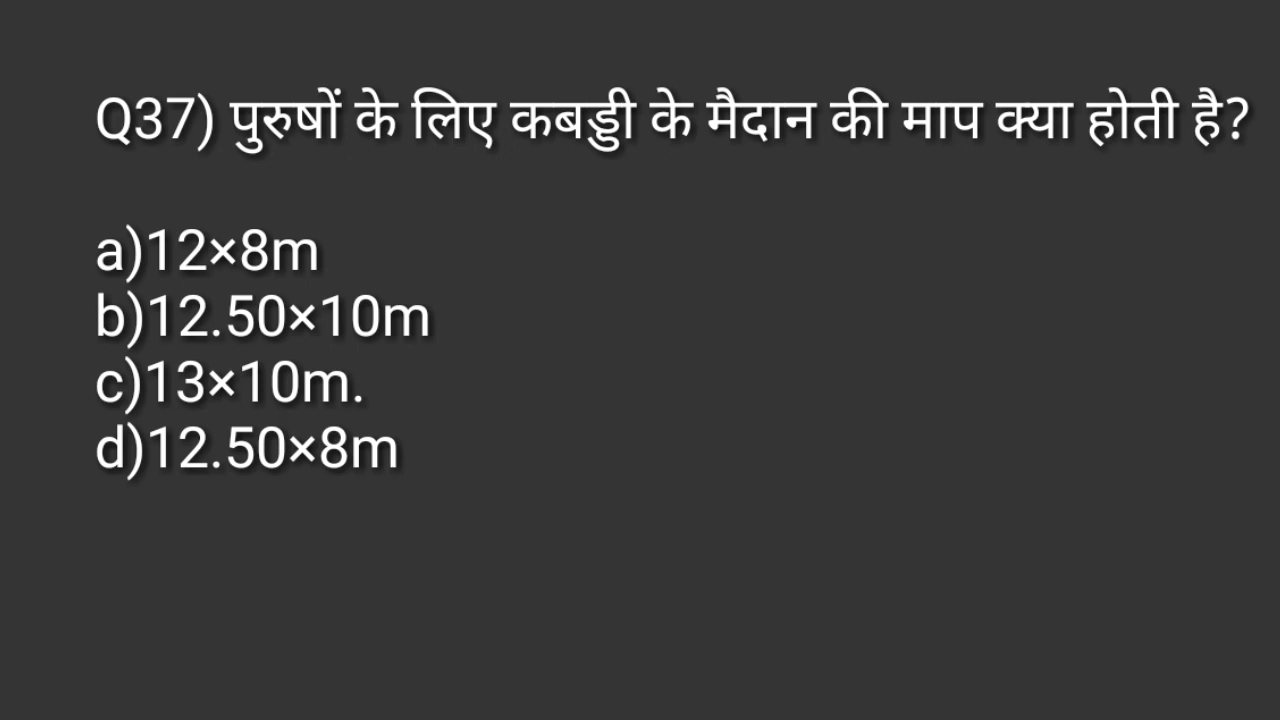 Q37) पुरुषों के लिए कबड्डी के मैदान की माप क्या होती है?
a)12×8m
b)12.50×10m
c)13×10m.
d)12.50×8m